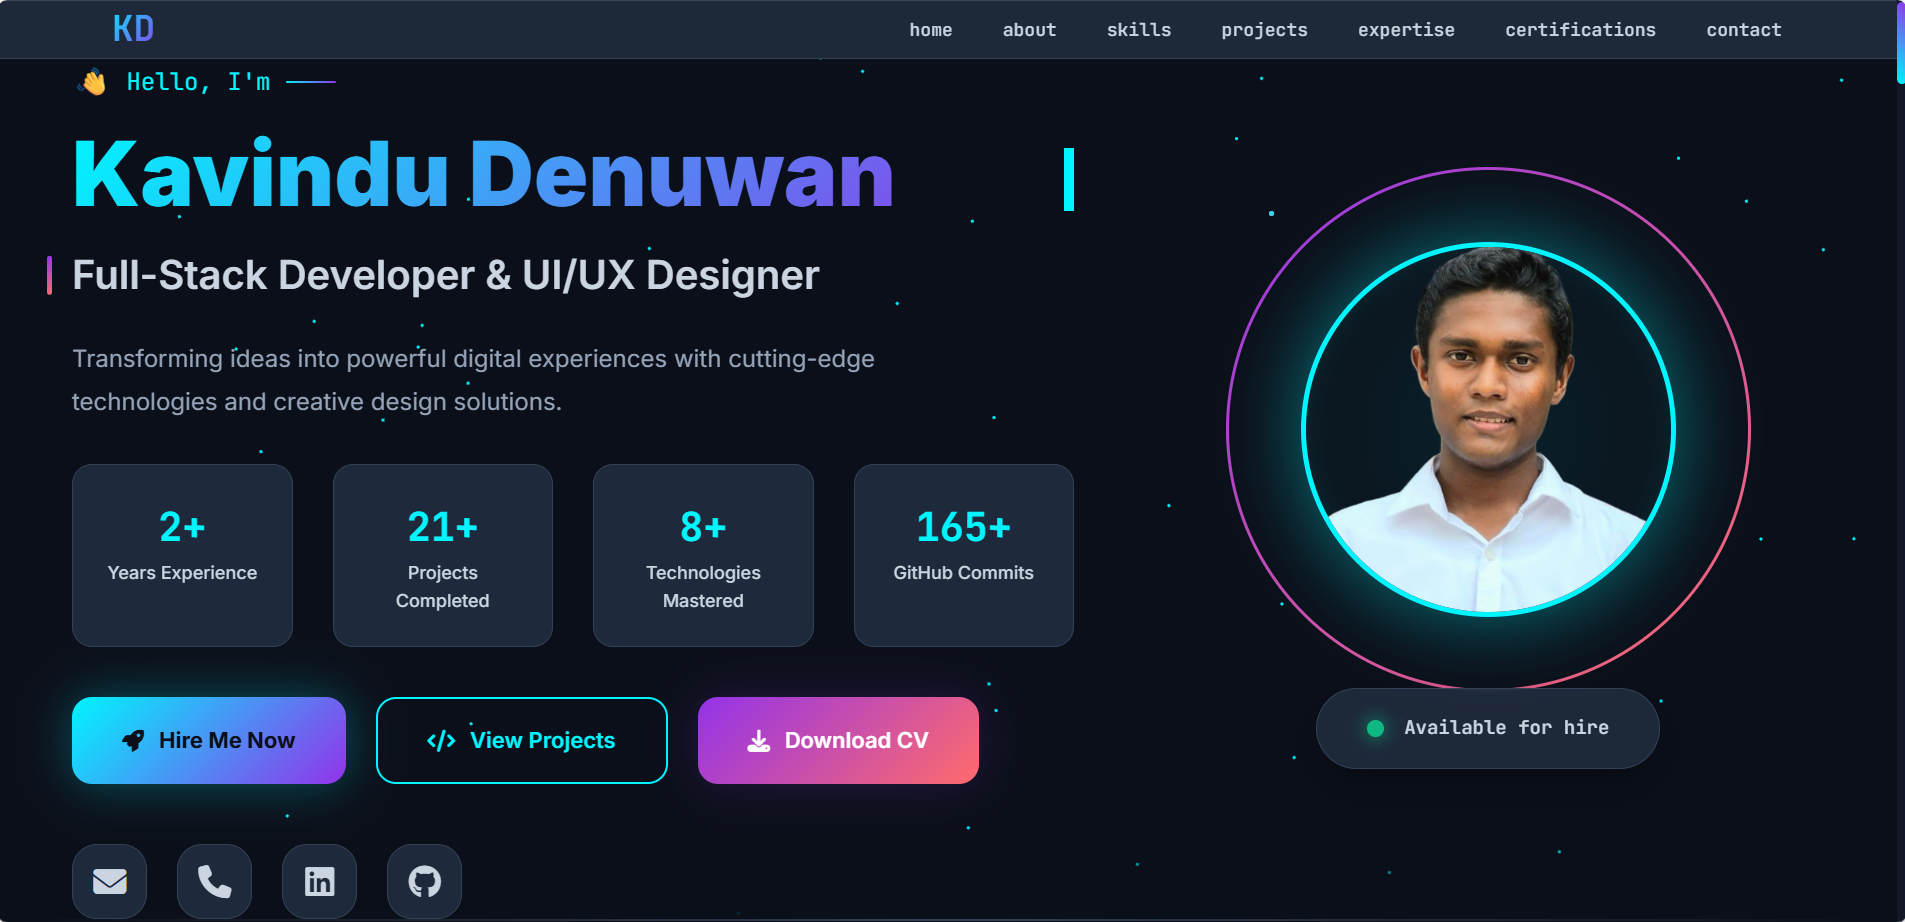 KD
home about skills projects expertise certifications contact
👋 Hello, I'm
Kavindu Denuwan
Full-Stack Developer & UI/UX Designer
Transforming ideas into powerful digital experiences with cutting-edge
technologies and creative design solutions.
2+
Years Experience
21+
Projects
Completed
8+
Technologies
Mastered
165+
GitHub Commits
Hire Me Now
View Projects
Download CV
Available for hire
in